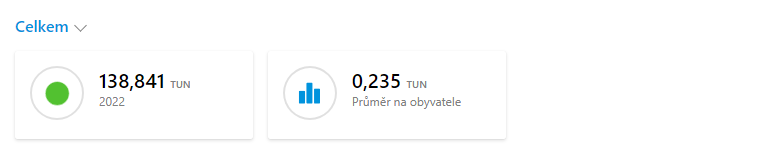 Celkem
138,841 TUN
2022
0,235 TUN
Průměr na obyvatele